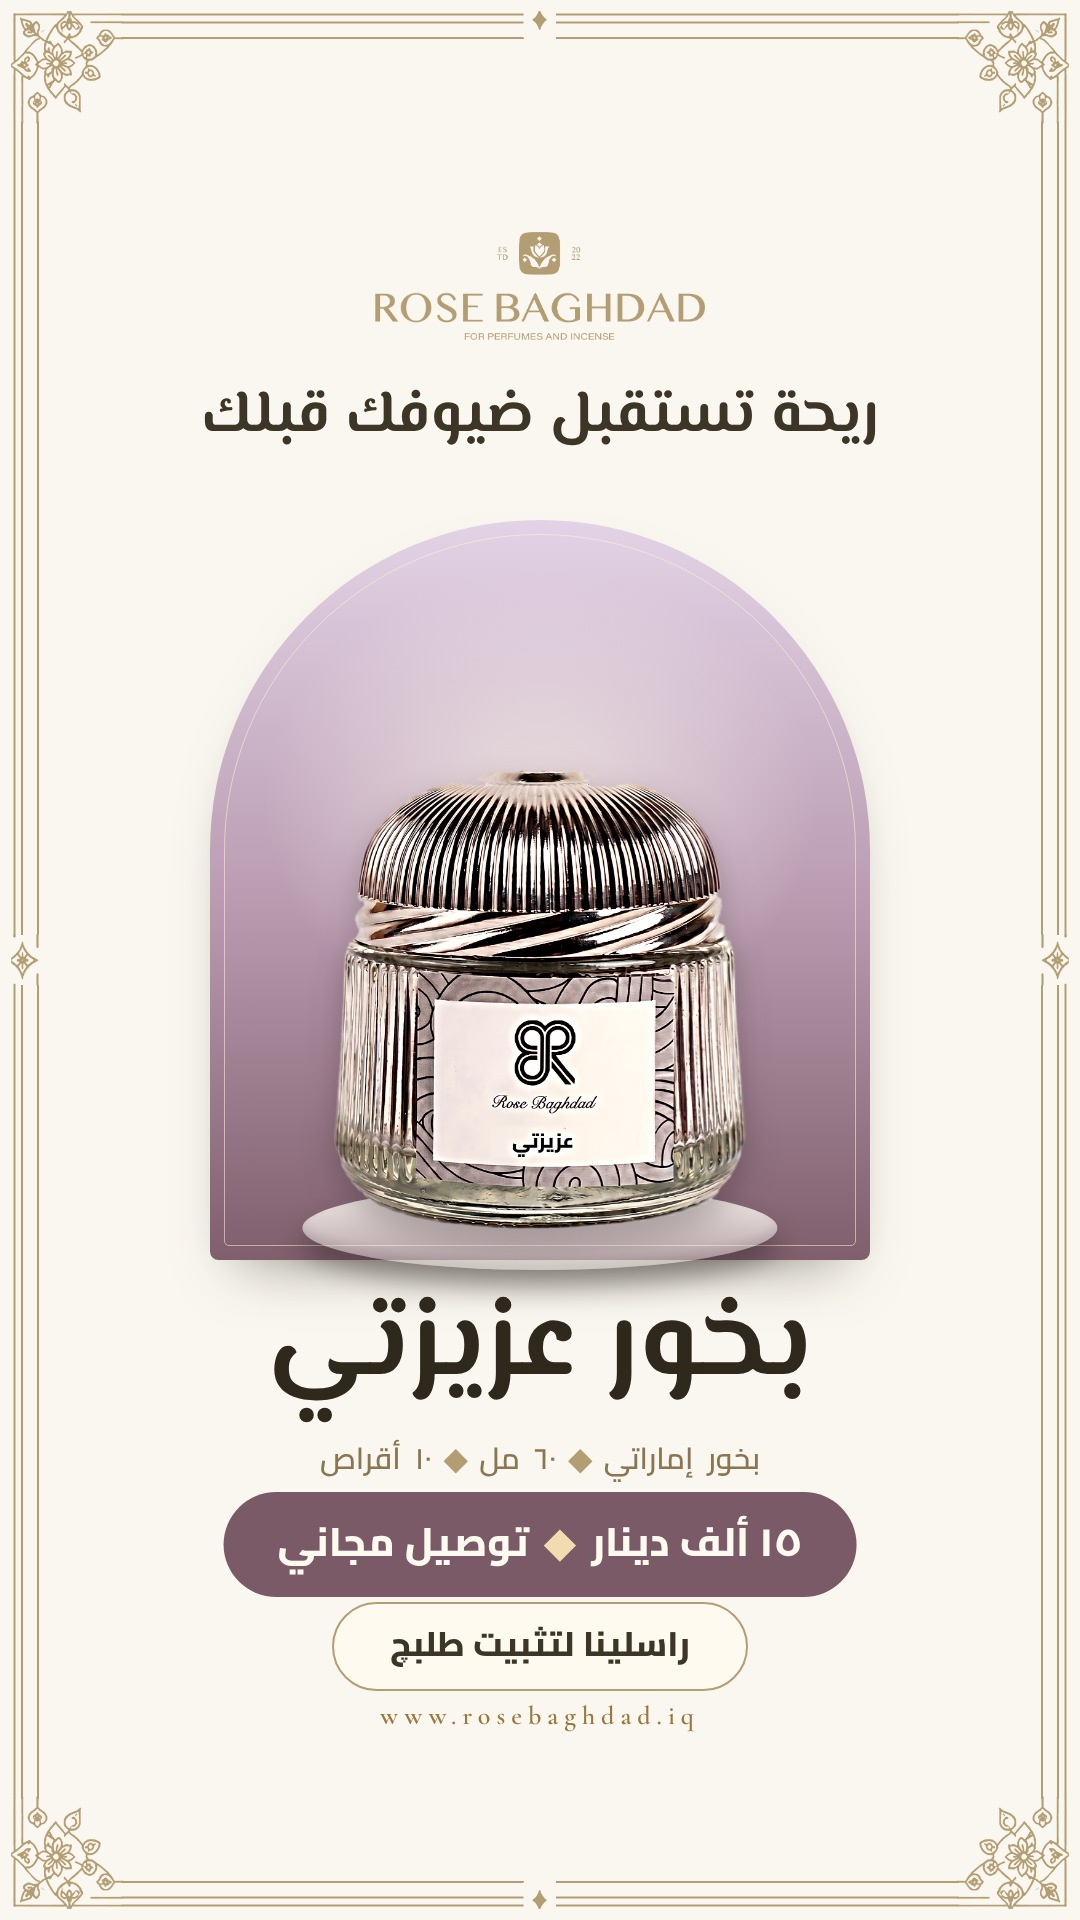 ES 20
TD 22
ROSE BAGHDAD
FOR PERFUMES AND INCENSE
ريحة تستقبل ضيوفك قبلك
Rose Baghdad
عزيزتي
بخور عزيزتي
بخور إماراتي ◆ ٦٠ مل ◆ ١٠ أقراص
١٥ ألف دينار ◆ توصيل مجاني
راسلينا لتثبيت طلبج
www.rosebaghdad.iq